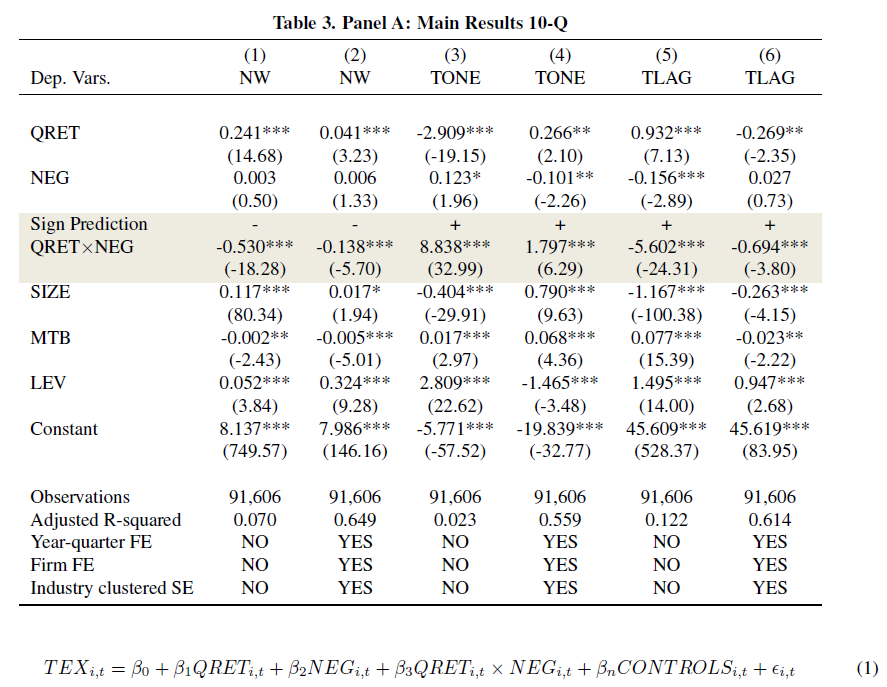 Table 3. Panel A: Main Results 10-Q
(1) (2) (3) (4) (5) (6)
Dep. Vars. NW NW TONE TONE TLAG TLAG
QRET 0.241*** 0.041*** -2.909*** 0.266** 0.932*** -0.269**
(14.68) (3.23) (-19.15) (2.10) (7.13) (-2.35)
NEG 0.003 0.006 0.123* -0.101** -0.156*** 0.027
(0.50) (1.33) (1.96) (-2.26) (-2.89) (0.73)
Sign Prediction - - + + + +
QRET×NEG -0.530*** -0.138*** 8.838*** 1.797*** -5.602*** -0.694***
(-18.28) (-5.70) (32.99) (6.29) (-24.31) (-3.80)
SIZE 0.117*** 0.017* -0.404*** 0.790*** -1.167*** -0.263***
(80.34) (1.94) (-29.91) (9.63) (-100.38) (-4.15)
MTB -0.002** -0.005*** 0.017*** 0.068*** 0.077*** -0.023**
(-2.43) (-5.01) (2.97) (4.36) (15.39) (-2.22)
LEV 0.052*** 0.324*** 2.809*** -1.465*** 1.495*** 0.947***
(3.84) (9.28) (22.62) (-3.48) (14.00) (2.68)
Constant 8.137*** 7.986*** -5.771*** -19.839*** 45.609*** 45.619***
(749.57) (146.16) (-57.52) (-32.77) (528.37) (83.95)
Observations 91,606 91,606 91,606 91,606 91,606 91,606
Adjusted R-squared 0.070 0.649 0.023 0.559 0.122 0.614
Year-quarter FE NO YES NO YES NO YES
Firm FE NO YES NO YES NO YES
Industry clustered SE NO YES NO YES NO YES
TEX_{i,t} = β_0 + β_1QRET_{i,t} + β_2NEG_{i,t} + β_3QRET_{i,t} × NEG_{i,t} + β_nCONTROLS_{i,t} + ϵ_{i,t} (1)